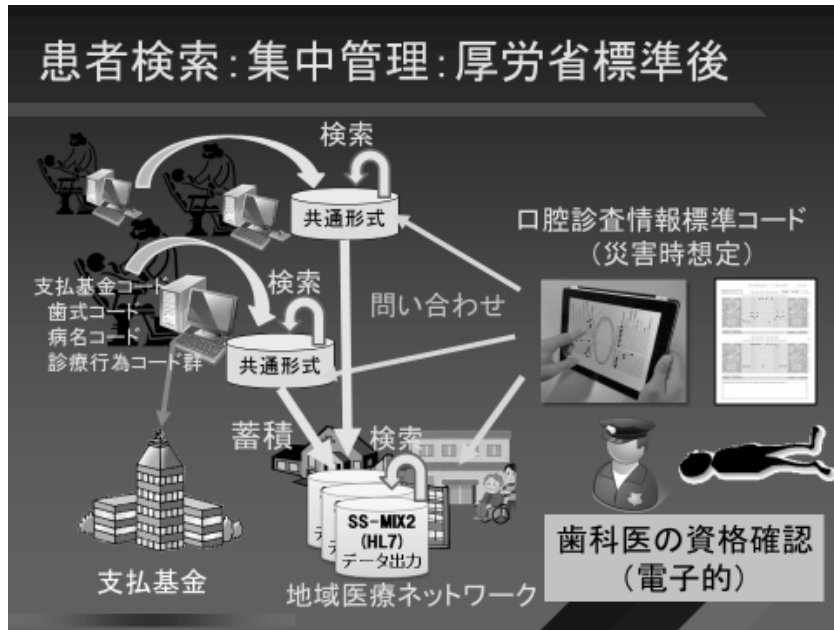 患者検索：集中管理：厚労省標準後
検索
共通形式
口腔診査情報標準コード
（災害時想定）
支払基金コード
歯式コード
病名コード
診療行為コード群
検索
問い合わせ
共通形式
蓄積
検索
SS-MIX2
(HL7)
データ出力
支払基金
地域医療ネットワーク
歯科医の資格確認
（電子的）